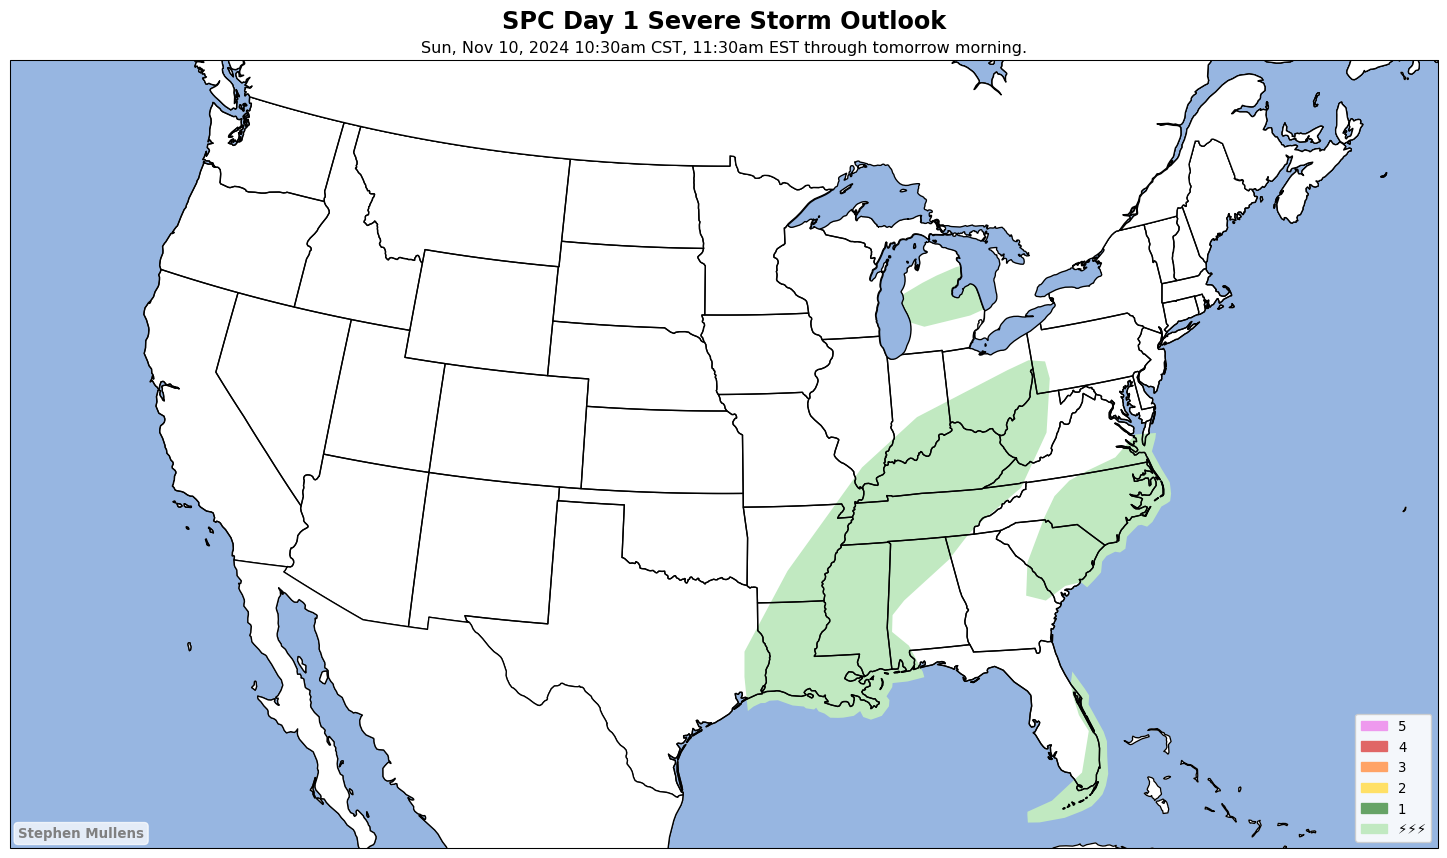 SPC Day 1 Severe Storm Outlook
Sun, Nov 10, 2024 10:30am CST, 11:30am EST through tomorrow morning.
5
4
3
2
1
⚡⚡⚡
Stephen Mullens